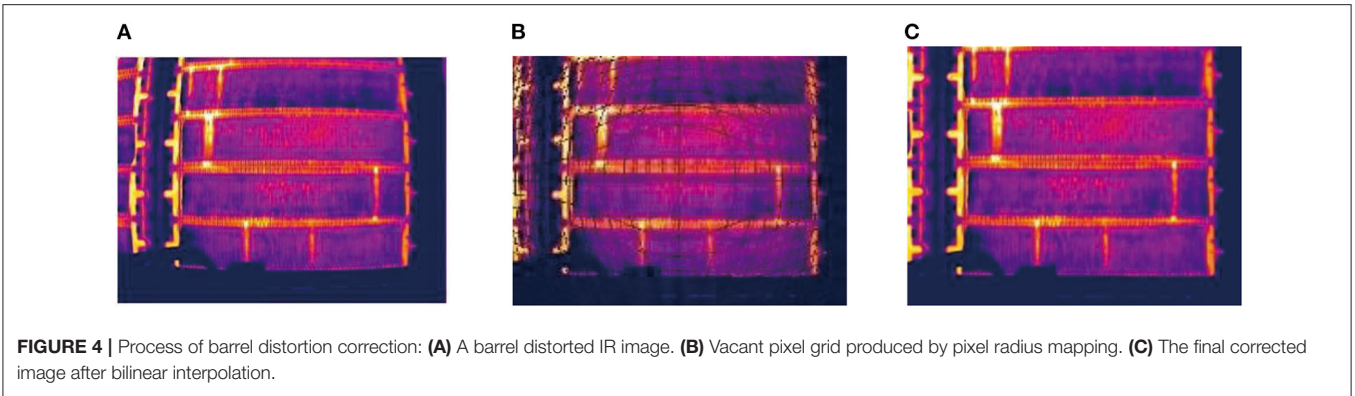 A
B
C
FIGURE 4 | Process of barrel distortion correction: (A) A barrel distorted IR image. (B) Vacant pixel grid produced by pixel radius mapping. (C) The final corrected
image after bilinear interpolation.